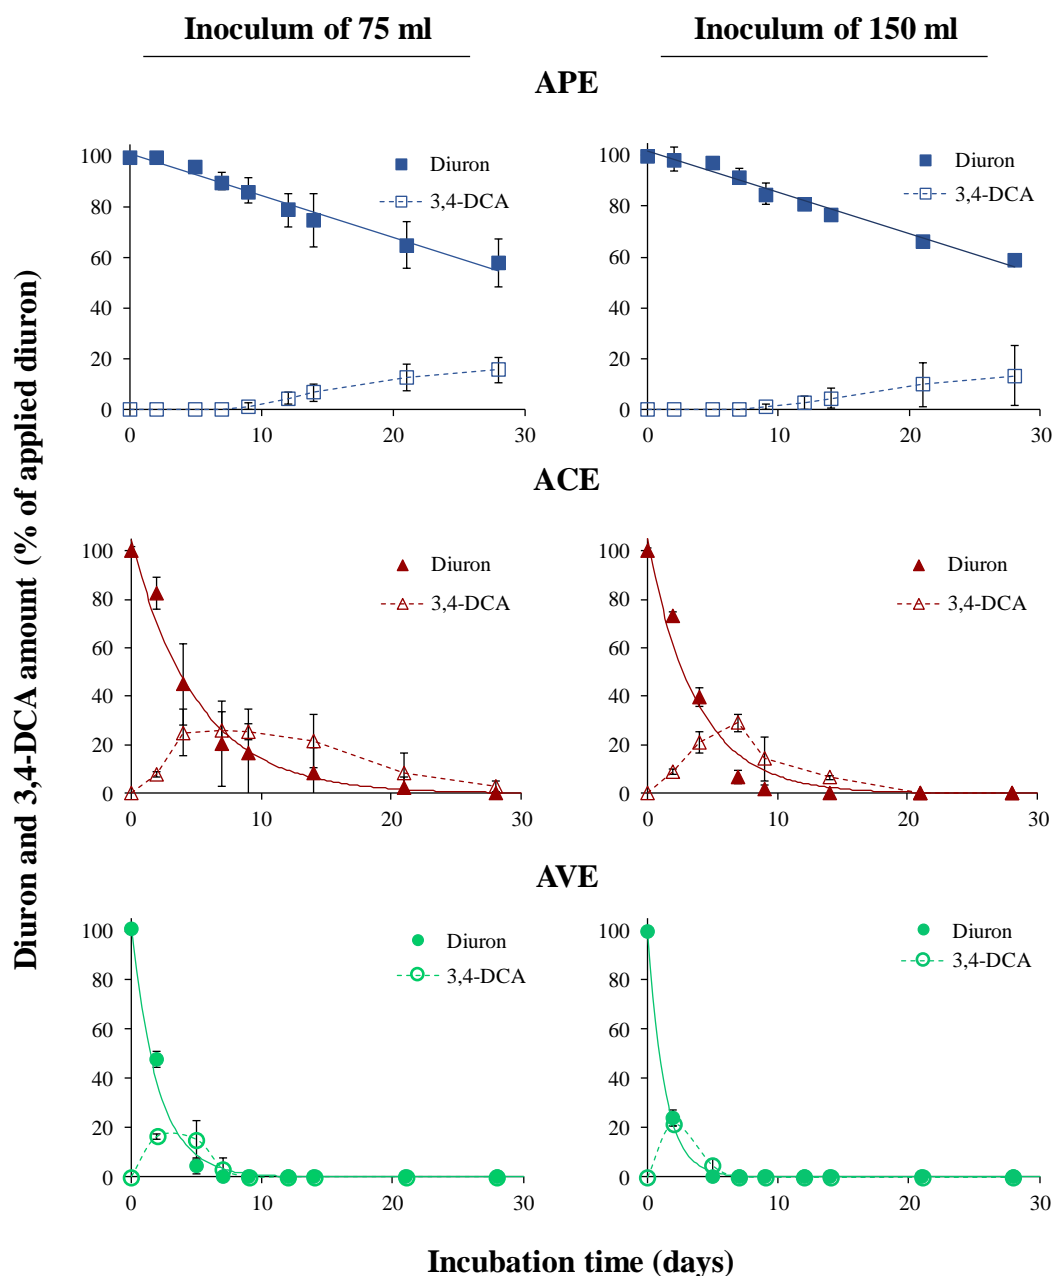 Inoculum of 75 ml
Inoculum of 150 ml
APE
Diuron and 3,4-DCA amount (% of applied diuron)
100
80
60
40
20
0
0 10 20 30
Diuron
3,4-DCA
100
80
60
40
20
0
0 10 20 30
Diuron
3,4-DCA
ACE
100
80
60
40
20
0
0 10 20 30
Diuron
3,4-DCA
100
80
60
40
20
0
0 10 20 30
Diuron
3,4-DCA
AVE
100
80
60
40
20
0
0 10 20 30
Diuron
3,4-DCA
100
80
60
40
20
0
0 10 20 30
Diuron
3,4-DCA
Incubation time (days)